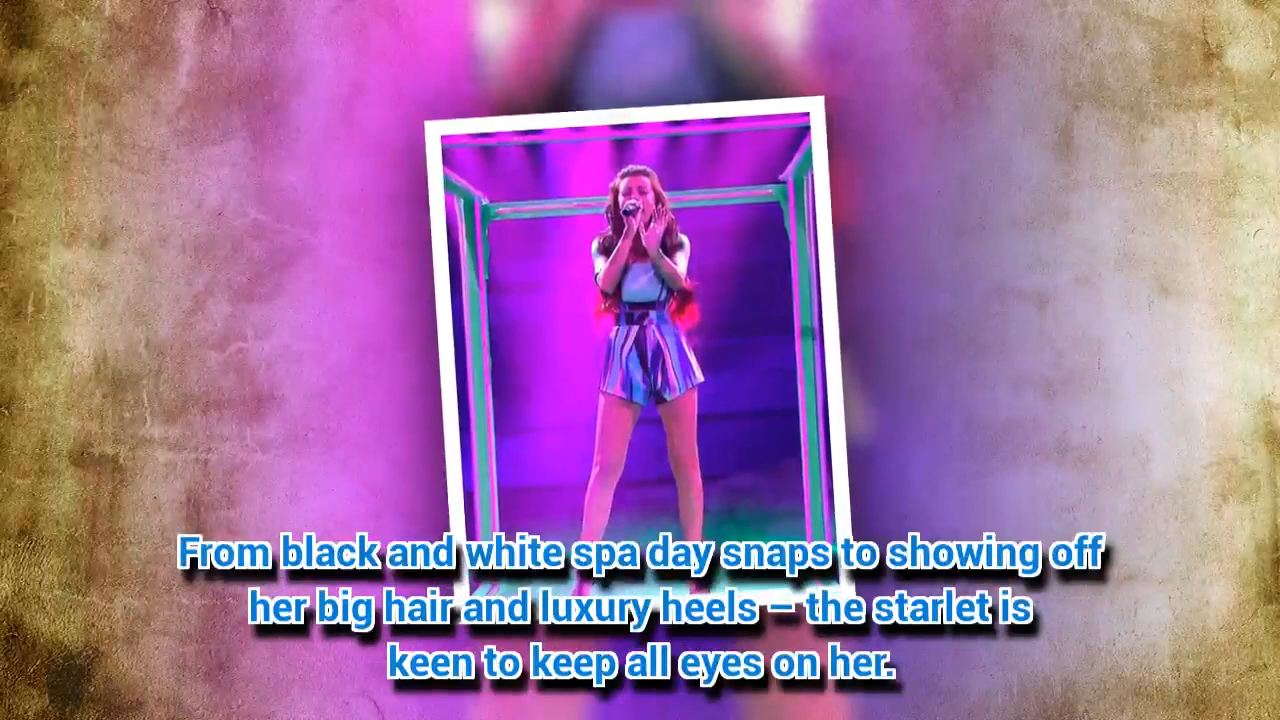 From black and white spa day snaps to showing off
her big hair and luxury heels – the starlet is
keen to keep all eyes on her.